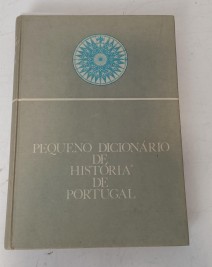 PEQUENO DICIONÁRIO
DE
HISTÓRIA
DE
PORTUGAL